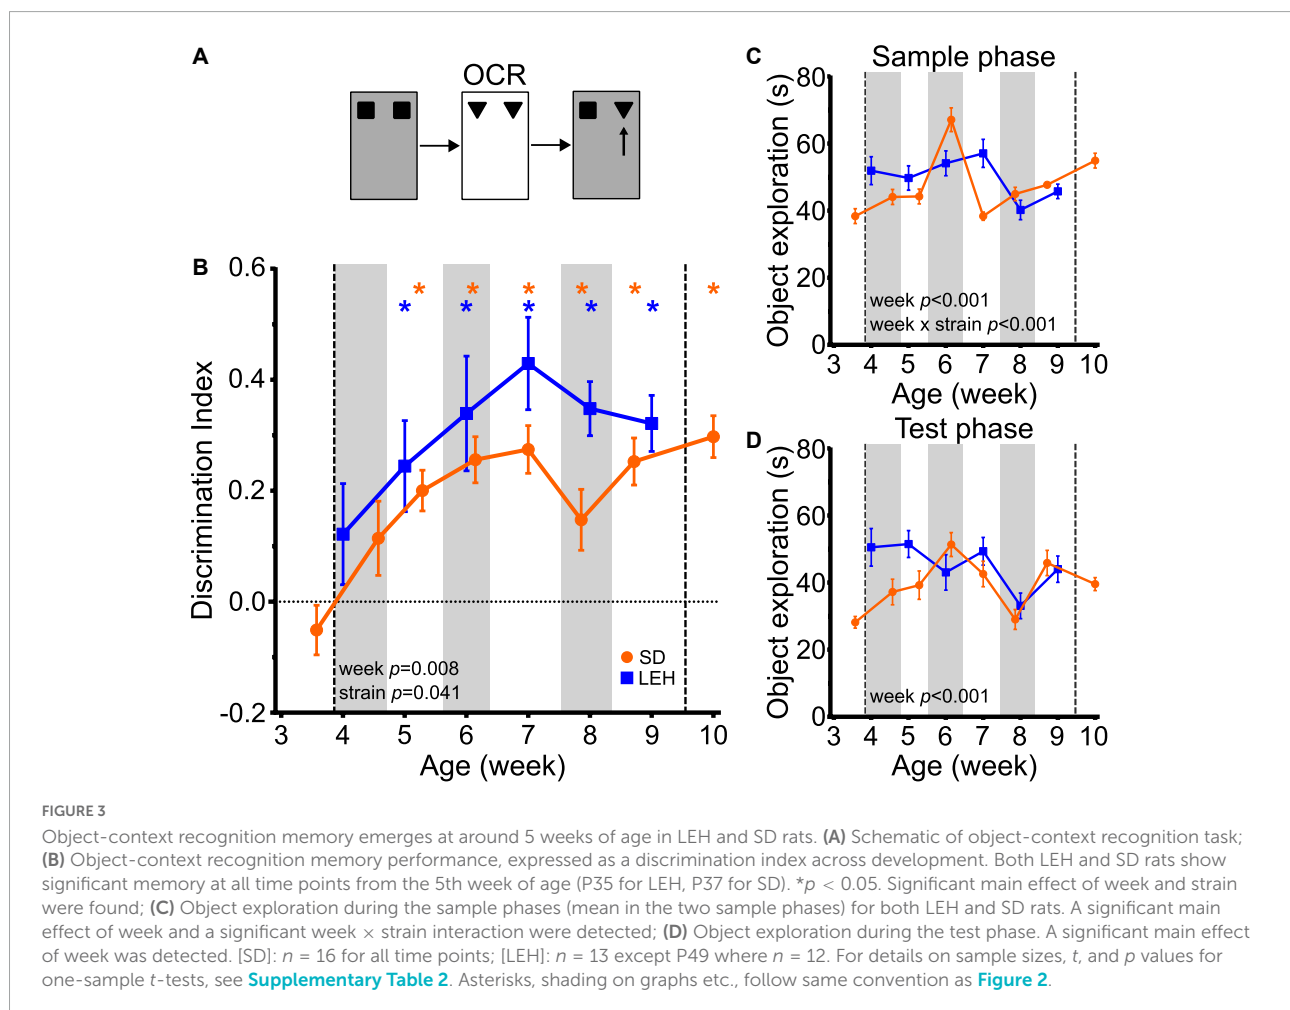 A
OCR
B
Discrimination Index
0.6
0.4
0.2
0.0
-0.2
* * * * * *
* * * * *
SD
LEH
week p=0.008
strain p=0.041
3 4 5 6 7 8 9 10
Age (week)
C
Sample phase
Object exploration (s)
80
60
40
20
0
week p<0.001
week x strain p<0.001
3 4 5 6 7 8 9 10
Age (week)
D
Test phase
Object exploration (s)
80
60
40
20
0
week p<0.001
3 4 5 6 7 8 9 10
Age (week)
FIGURE 3
Object-context recognition memory emerges at around 5 weeks of age in LEH and SD rats. (A) Schematic of object-context recognition task;
(B) Object-context recognition memory performance, expressed as a discrimination index across development. Both LEH and SD rats show
significant memory at all time points from the 5th week of age (P35 for LEH, P37 for SD). *p < 0.05. Significant main effect of week and strain
were found; (C) Object exploration during the sample phases (mean in the two sample phases) for both LEH and SD rats. A significant main
effect of week and a significant week × strain interaction were detected; (D) Object exploration during the test phase. A significant main effect
of week was detected. [SD]: n = 16 for all time points; [LEH]: n = 13 except P49 where n = 12. For details on sample sizes, t, and p values for
one-sample t-tests, see Supplementary Table 2. Asterisks, shading on graphs etc., follow same convention as Figure 2.